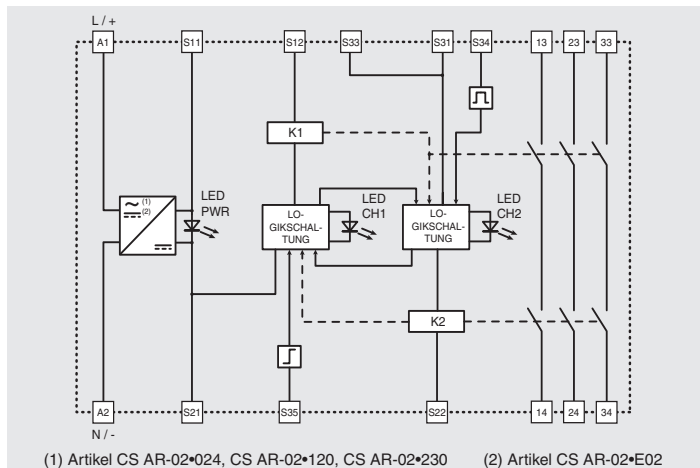 L / +
A1 S11 S12 S33 S31 S34 13 23 33
K1
LED
PWR
(1)
(2)
LO-
GIKSCHAL-
TUNG
LED
CH1
LO-
GIKSCHAL-
TUNG
LED
CH2
K2
A2 S21 S35 S22 14 24 34
N / -
(1) Artikel CS AR-02•024, CS AR-02•120, CS AR-02•230 (2) Artikel CS AR-02•E02